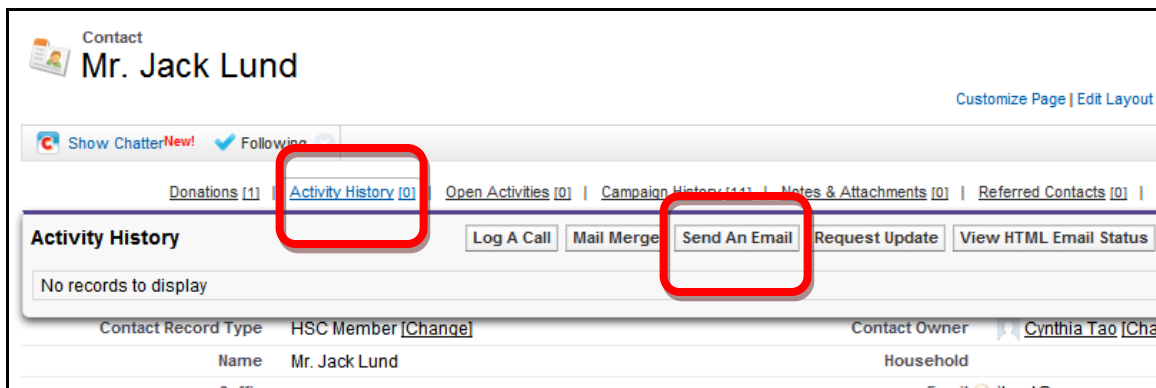 Contact
Mr. Jack Lund
Customize Page | Edit Layout
Show Chatter New! Following
Donations [1] | Activity History [0] | Open Activities [0] | Campaign History [11] | Notes & Attachments [0] | Referred Contacts [0] |
Activity History Log A Call Mail Merge Send An Email Request Update View HTML Email Status
No records to display
Contact Record Type HSC Member [Change] Contact Owner Cynthia Tao [Cha
Name Mr. Jack Lund Household